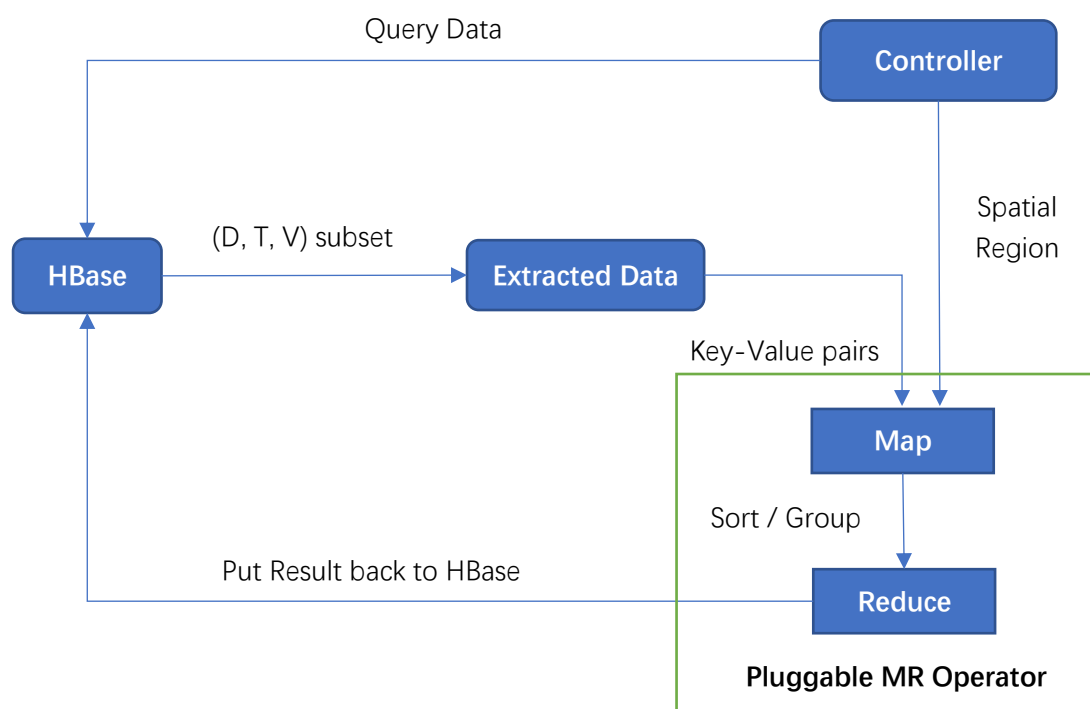 Query Data
Controller
Spatial
Region
(D, T, V) subset
HBase
Extracted Data
Key-Value pairs
Map
Sort / Group
Put Result back to HBase
Reduce
Pluggable MR Operator